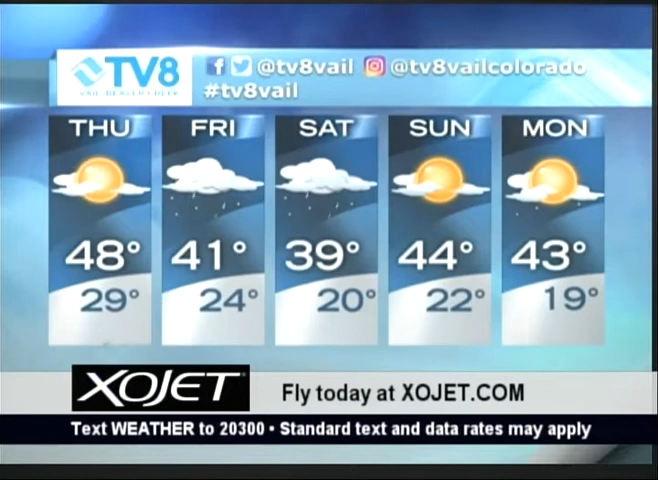 TV8
VAIL BEAVER CREEK
@tv8vail @tv8vailcolorado
#tv8vail
THU FRI SAT SUN MON
48° 41° 39° 44° 43°
29° 24° 20° 22° 19°
XOJET Fly today at XOJET.COM
Text WEATHER to 20300 • Standard text and data rates may apply